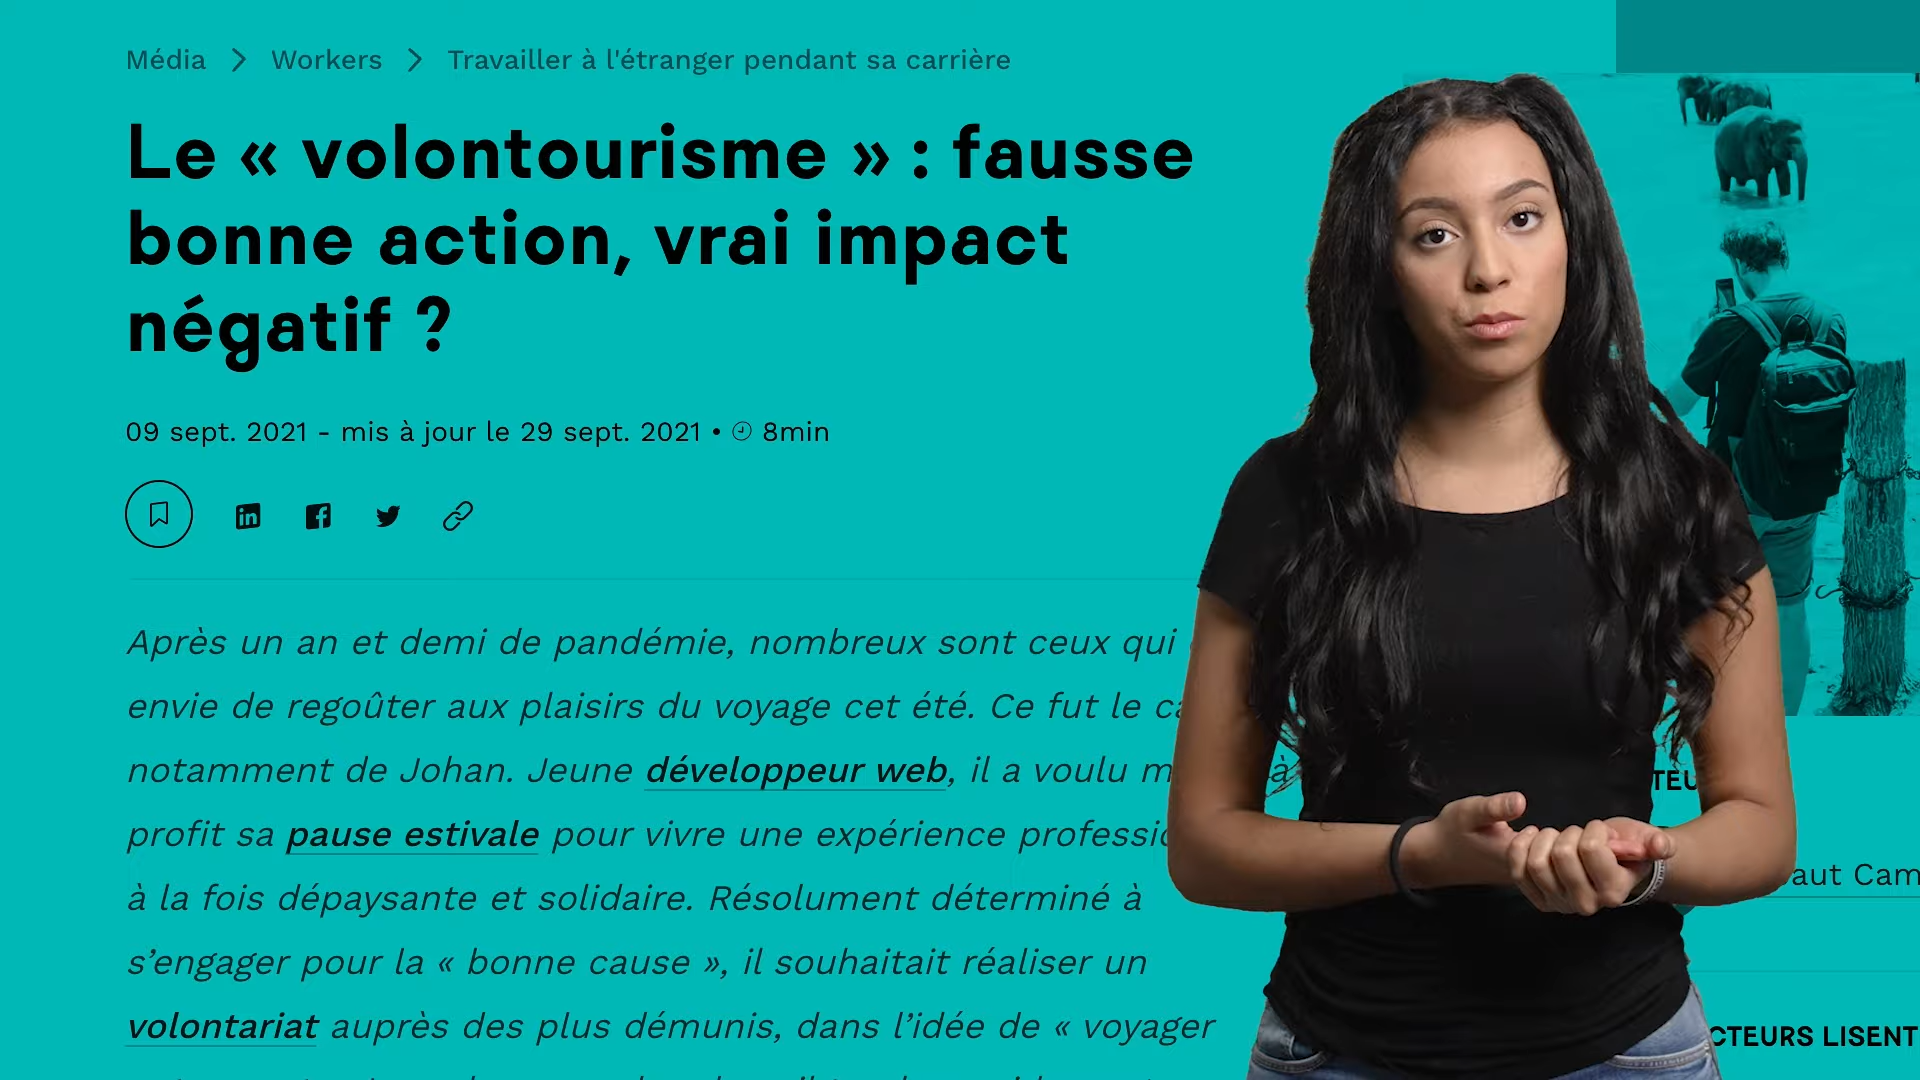 Média > Workers > Travailler à l'étranger pendant sa carrière
Le « volontourisme » : fausse
bonne action, vrai impact
négatif ?
09 sept. 2021 - mis à jour le 29 sept. 2021 • 8min
Après un an et demi de pandémie, nombreux sont ceux qui
envie de regoûter aux plaisirs du voyage cet été. Ce fut le
notamment de Johan. Jeune développeur web, il a voulu à
profit sa pause estivale pour vivre une expérience
à la fois dépaysante et solidaire. Résolument déterminé à
s’engager pour la « bonne cause », il souhaitait réaliser un
volontariat auprès des plus démunis, dans l’idée de « voyager
LISENT